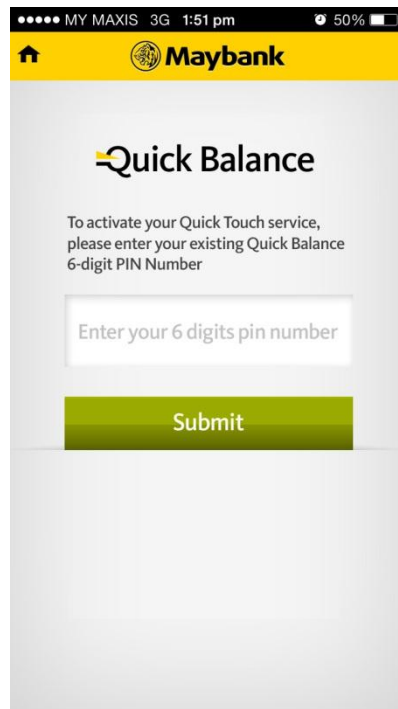 MY MAXIS 3G 1:51 pm 50%
Maybank
Quick Balance
To activate your Quick Touch service,
please enter your existing Quick Balance
6-digit PIN Number
Enter your 6 digits pin number
Submit